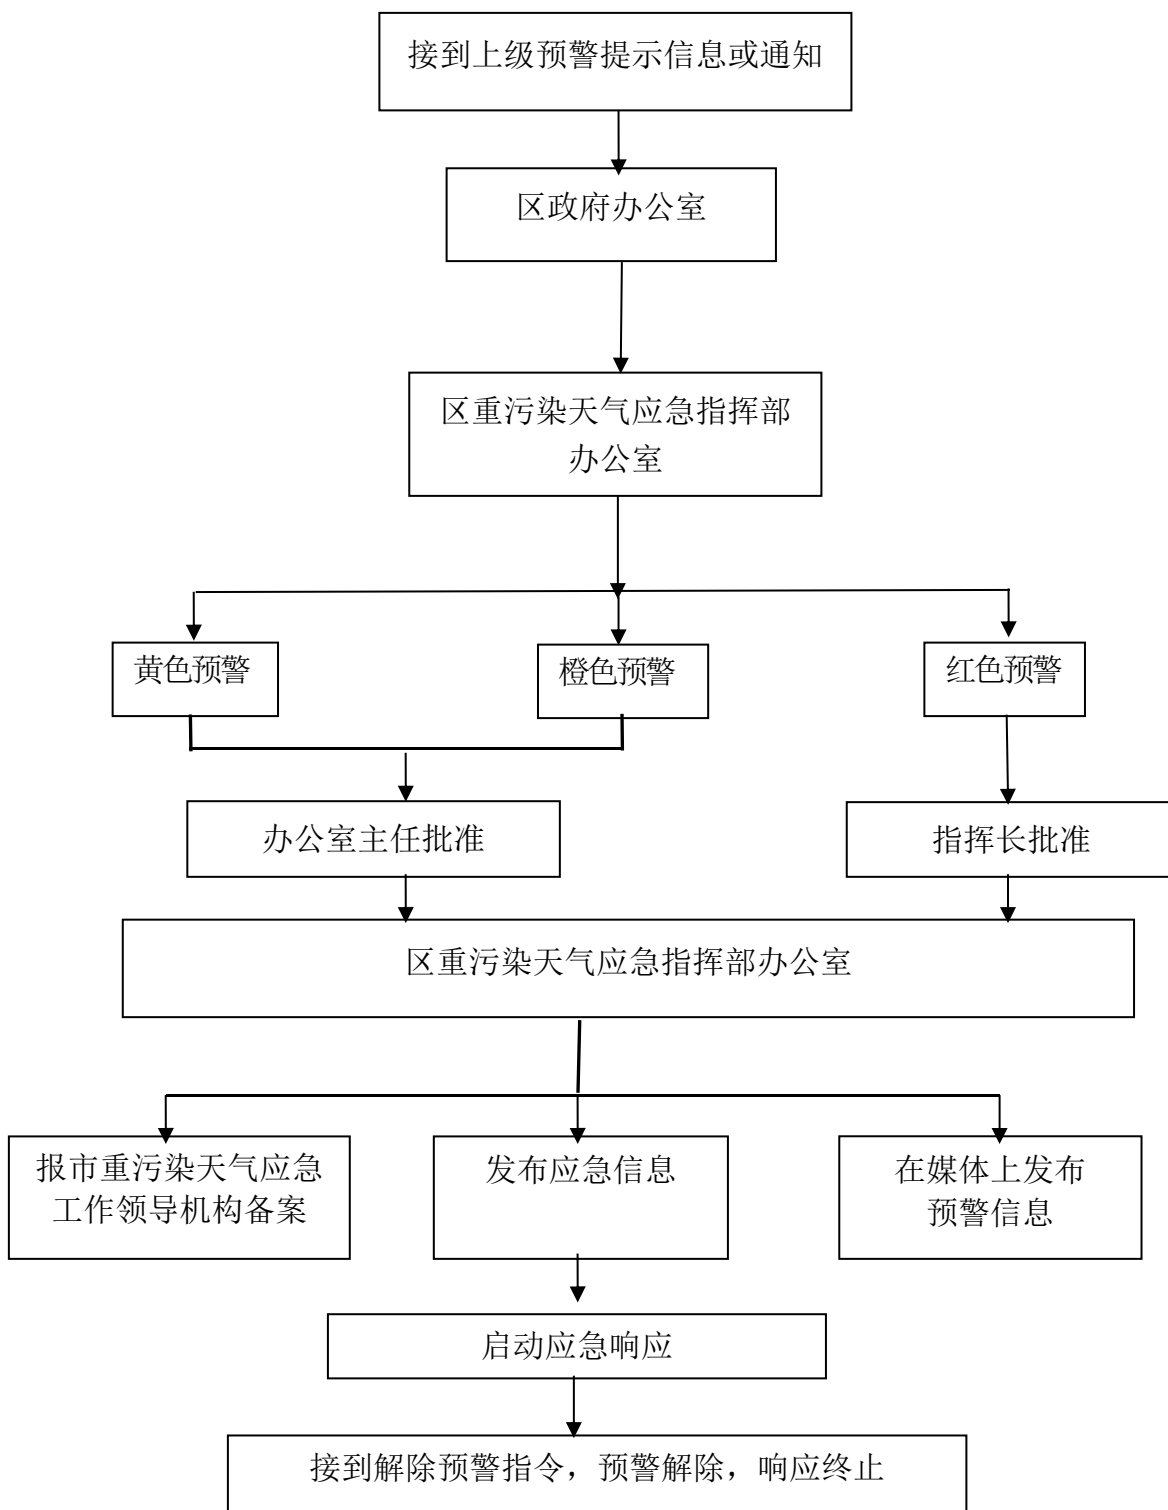 接到上级预警提示信息或通知
区政府办公室
区重污染天气应急指挥部
办公室
黄色预警
橙色预警
红色预警
办公室主任批准
指挥长批准
区重污染天气应急指挥部办公室
报市重污染天气应急
工作领导机构备案
发布应急信息
在媒体上发布
预警信息
启动应急响应
接到解除预警指令，预警解除，响应终止